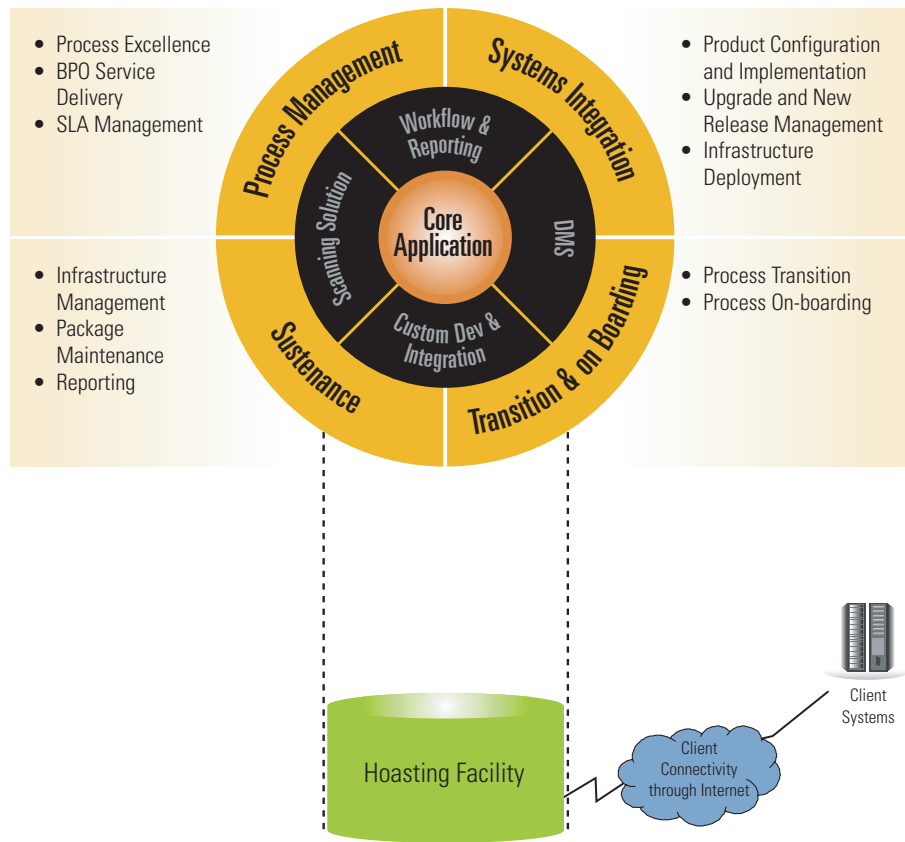 • Process Excellence
• BPO Service
Delivery
• SLA Management
Process Management
Systems Integration
• Product Configuration
and Implementation
• Upgrade and New
Release Management
• Infrastructure
Deployment
Workflow &
Reporting
Scanning Solution
Core
Application
DMS
Custom Dev &
Integration
• Infrastructure
Management
• Package
Maintenance
• Reporting
Sustenance
Transition & on Boarding
• Process Transition
• Process On-boarding
Client
Systems
Hoasting Facility
Client
Connectivity
through Internet